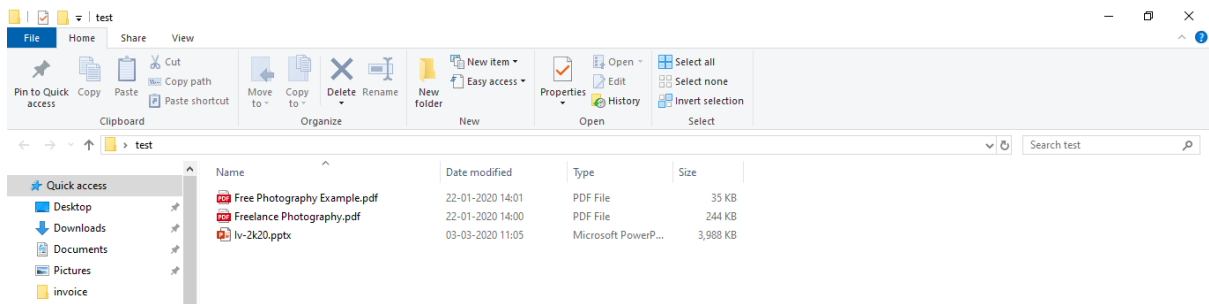 test
File Home Share View
Pin to Quick access
Copy
Paste
Cut
Copy path
Paste shortcut
Clipboard
Move to
Copy to
Delete
Rename
Organize
New folder
New item
Easy access
New
Properties
Open
Edit
History
Open
Select all
Select none
Invert selection
Select
test
Search test
Quick access
Desktop
Downloads
Documents
Pictures
invoice
Name Date modified Type Size
PDF Free Photography Example.pdf 22-01-2020 14:01 PDF File 35 KB
PDF Freelance Photography.pdf 22-01-2020 14:00 PDF File 244 KB
lv-2k20.pptx 03-03-2020 11:05 Microsoft PowerP... 3,988 KB